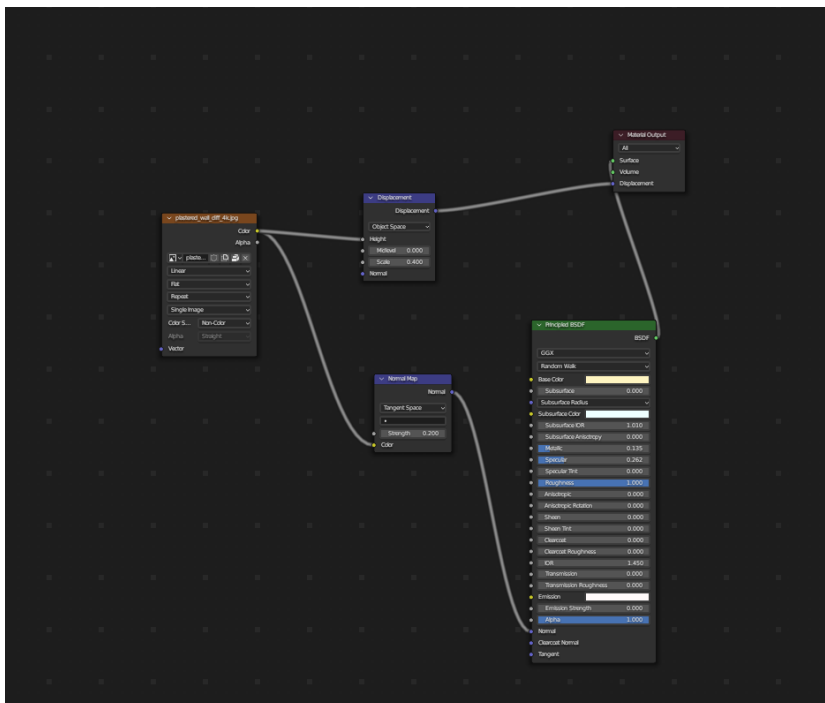 Material Output
All
Surface
Volume
Displacement
Displacement
Displacement
Object Space
Height
Midlevel 0.000
Scale 0.400
Normal
plastered_wall_diff_4k.jpg
Color
Alpha
plaste...
Linear
Flat
Repeat
Single Image
Color S... Non-Color
Alpha Straight
Vector
Normal Map
Normal
Tangent Space
Strength 0.200
Color
Principled BSDF
BSDF
GGX
Random Walk
Base Color
Subsurface 0.000
Subsurface Radius
Subsurface Color
Subsurface IOR 1.010
Subsurface Anisotropy 0.000
Metallic 0.135
Specular 0.262
Specular Tint 0.000
Roughness 1.000
Anisotropic 0.000
Anisotropic Rotation 0.000
Sheen 0.000
Sheen Tint 0.000
Clearcoat 0.000
Clearcoat Roughness 0.000
IOR 1.450
Transmission 0.000
Transmission Roughness 0.000
Emission
Emission Strength 0.000
Alpha 1.000
Normal
Clearcoat Normal
Tangent